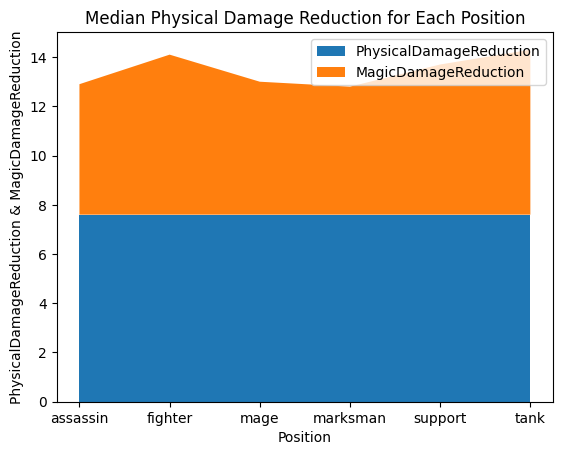 Median Physical Damage Reduction for Each Position
PhysicalDamageReduction
MagicDamageReduction
PhysicalDamageReduction & MagicDamageReduction
14
12
10
8
6
4
2
0
assassin fighter mage marksman support tank
Position